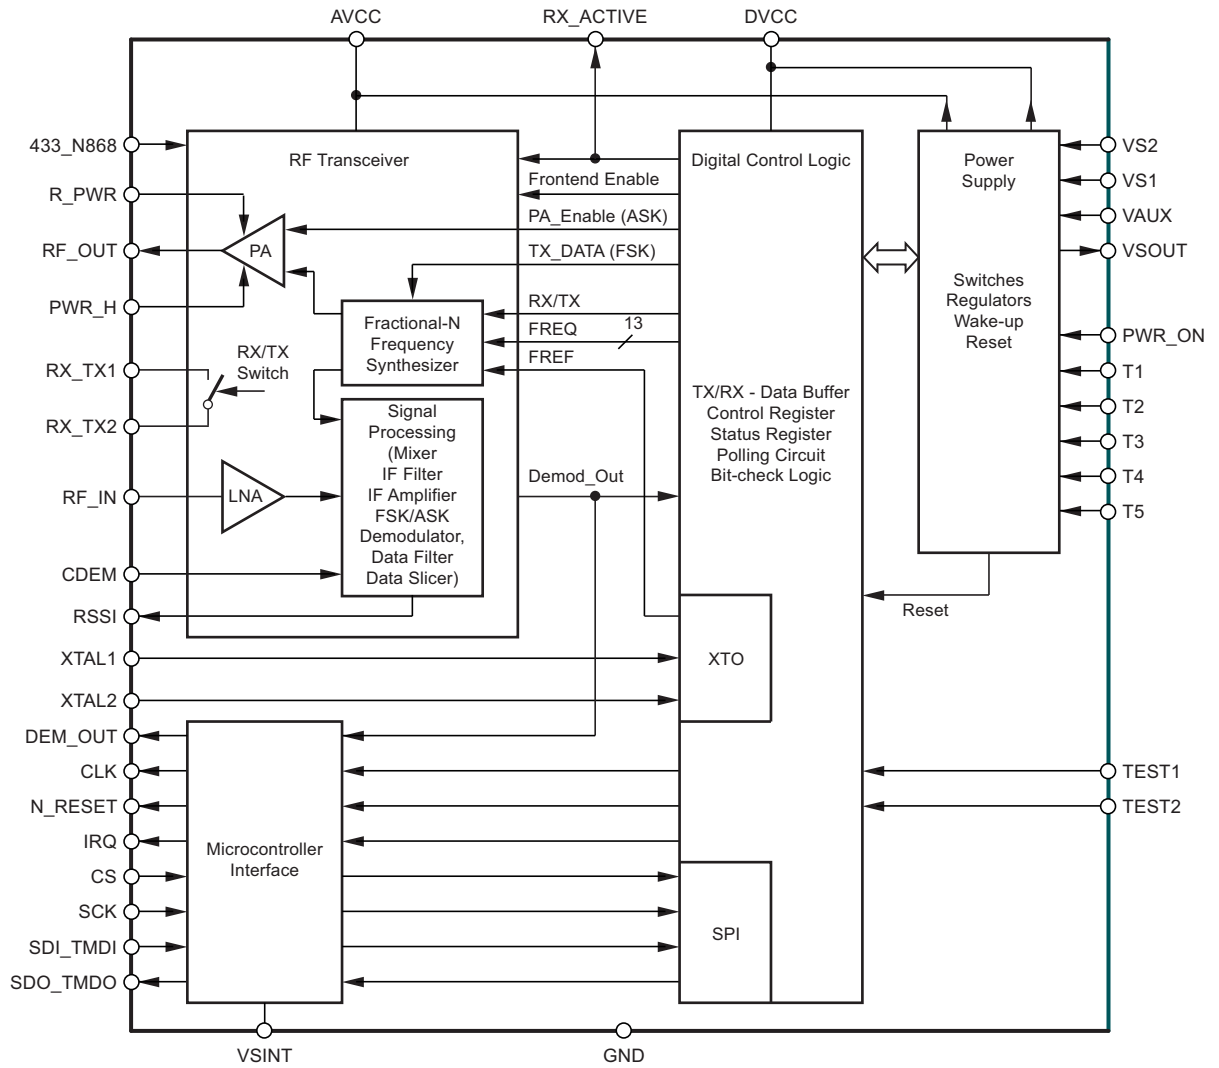 AVCC
RX_ACTIVE
DVCC
433_N868
R_PWR
RF_OUT
PWR_H
RX_TX1
RX_TX2
RF_IN
CDEM
RSSI
XTAL1
XTAL2
DEM_OUT
CLK
N_RESET
IRQ
CS
SCK
SDI_TMDI
SDO_TMDO
RF Transceiver
PA
RX/TX
Switch
LNA
Fractional-N
Frequency
Synthesizer
Signal
Processing
(Mixer
IF Filter
IF Amplifier
FSK/ASK
Demodulator,
Data Filter
Data Slicer)
Frontend Enable
PA_Enable (ASK)
TX_DATA (FSK)
RX/TX
FREQ
13
FREF
Demod_Out
Digital Control Logic
TX/RX - Data Buffer
Control Register
Status Register
Polling Circuit
Bit-check Logic
XTO
SPI
Microcontroller
Interface
Power
Supply
Switches
Regulators
Wake-up
Reset
Reset
VS2
VS1
VAUX
VSOUT
PWR_ON
T1
T2
T3
T4
T5
TEST1
TEST2
VSINT
GND